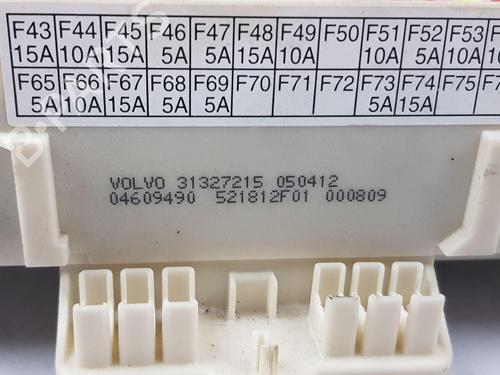 F43 F44 F45 F46 F47 F48 F49 F50 F51 F52 F53
15A 10A 15A 5A 5A 15A 10A 10A 5A 10A
F65 F66 F67 F68 F69 F70 F71 F72 F73 F74 F75
5A 10A 15A 5A 5A 5A 15A
VOLVO 31327215 050412
04609490 521812F01 000809